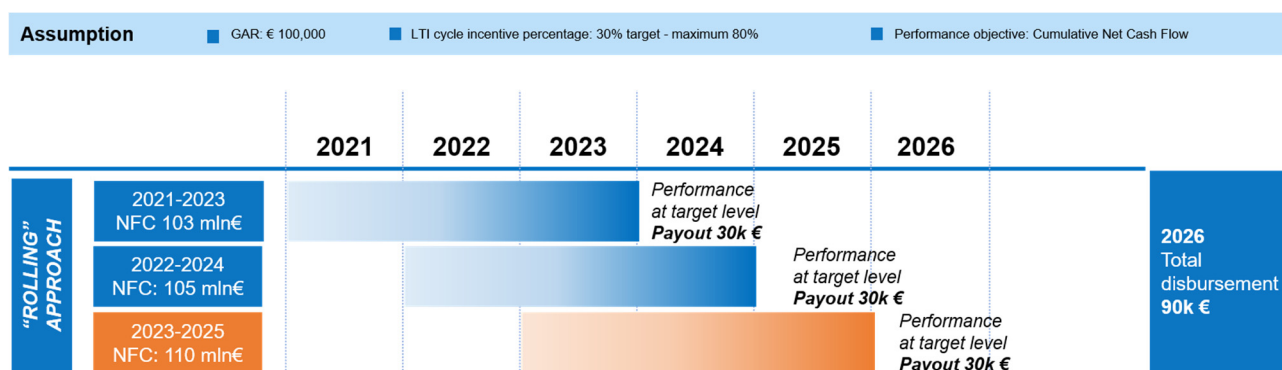 Assumption
GAR: € 100,000
LTI cycle incentive percentage: 30% target - maximum 80%
Performance objective: Cumulative Net Cash Flow
2021
2022
2023
2024
2025
2026
“ROLLING”
APPROACH
2021-2023
NFC 103 mln€
Performance
at target level
Payout 30k €
2022-2024
NFC: 105 mln€
Performance
at target level
Payout 30k €
2023-2025
NFC: 110 mln€
Performance
at target level
Payout 30k €
2026
Total
disbursement
90k €